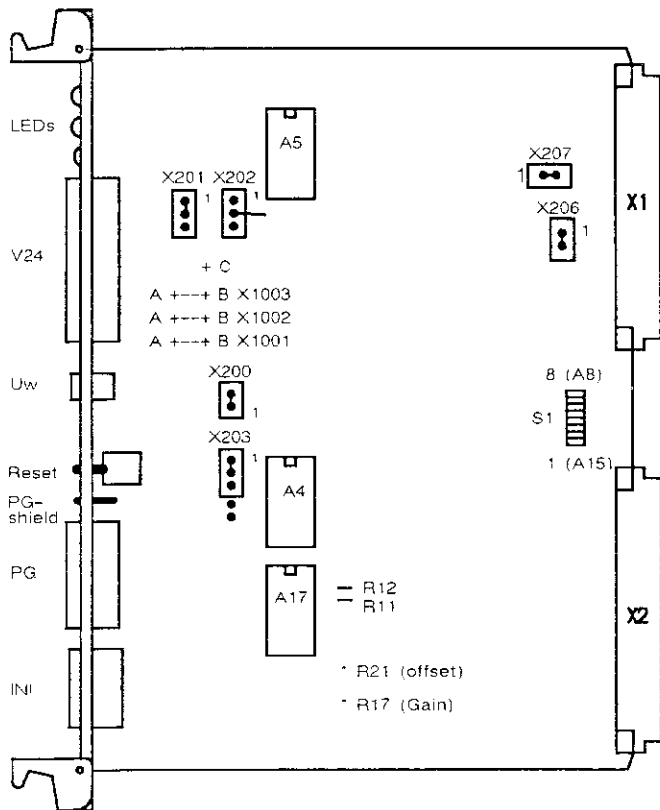 LEDs
A5
X207
1
X201 X202
1
1
X206
1
X1
V24
+ C
A +---+ B X1003
A +---+ B X1002
A +---+ B X1001
X200
1
8 (A8)
Uw
S1
X203
1
1 (A15)
Reset
A4
PG-
shield
PG
A17
R12
R11
X2
INI
R21 (offset)
R17 (Gain)